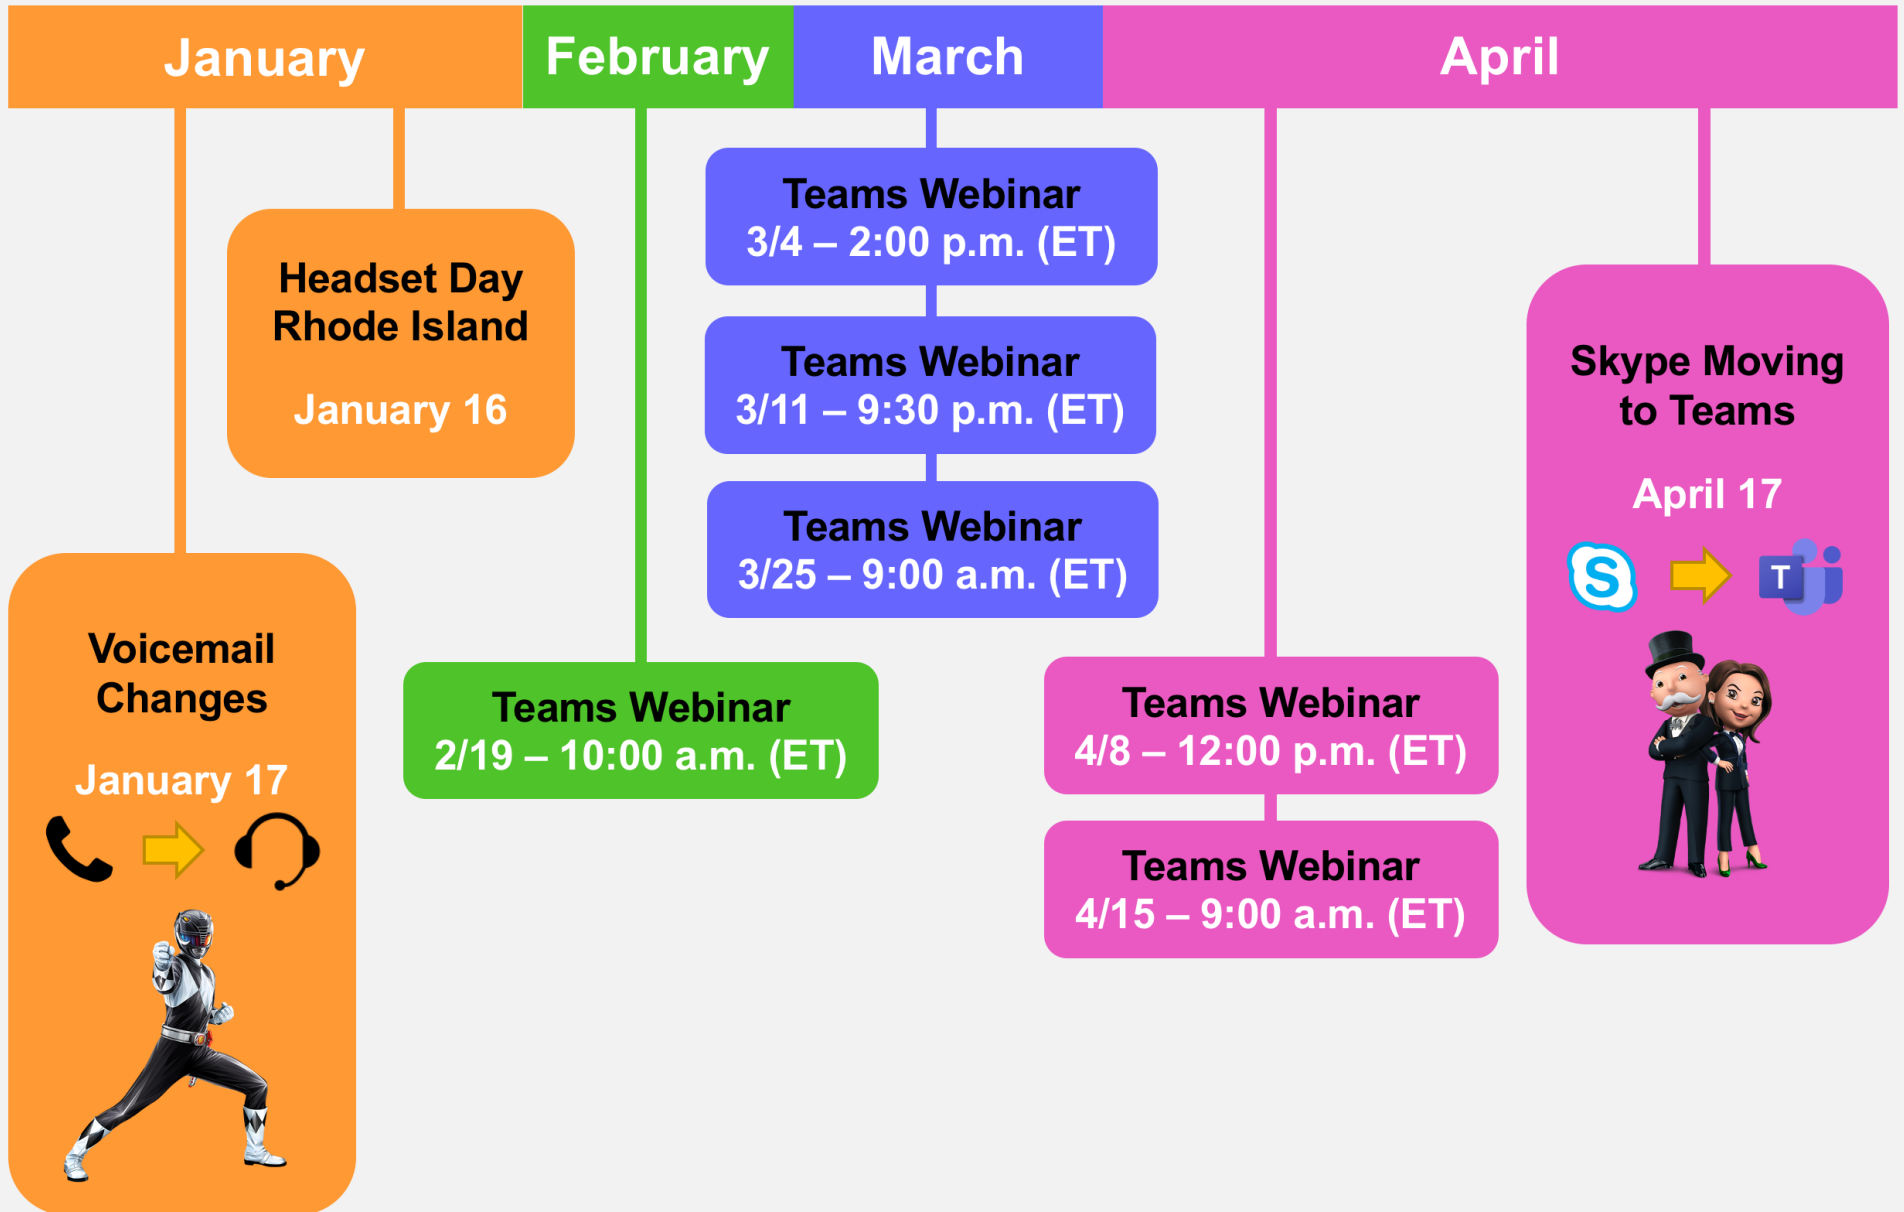 January
February
March
April
Headset Day
Rhode Island
January 16
Voicemail
Changes
January 17
Teams Webinar
2/19 – 10:00 a.m. (ET)
Teams Webinar
3/4 – 2:00 p.m. (ET)
Teams Webinar
3/11 – 9:30 p.m. (ET)
Teams Webinar
3/25 – 9:00 a.m. (ET)
Teams Webinar
4/8 – 12:00 p.m. (ET)
Teams Webinar
4/15 – 9:00 a.m. (ET)
Skype Moving
to Teams
April 17
S
T